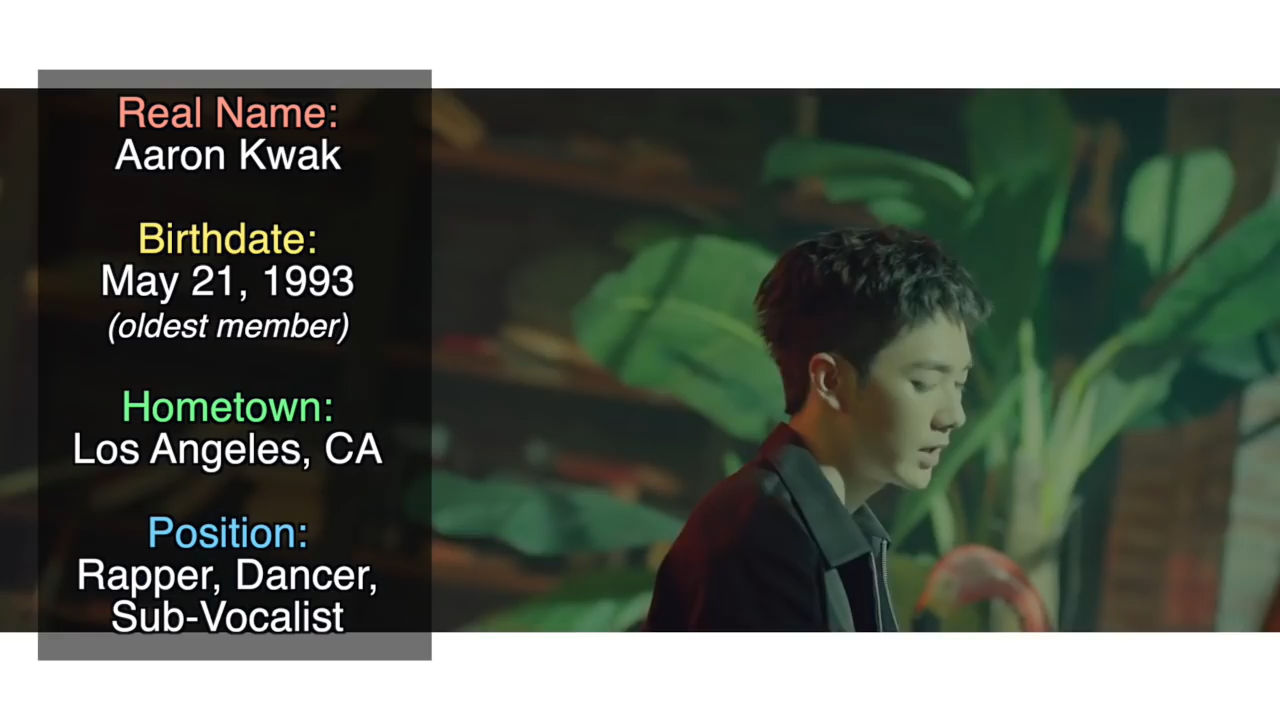 Real Name:
Aaron Kwak
Birthdate:
May 21, 1993
(oldest member)
Hometown:
Los Angeles, CA
Position:
Rapper, Dancer,
Sub-Vocalist